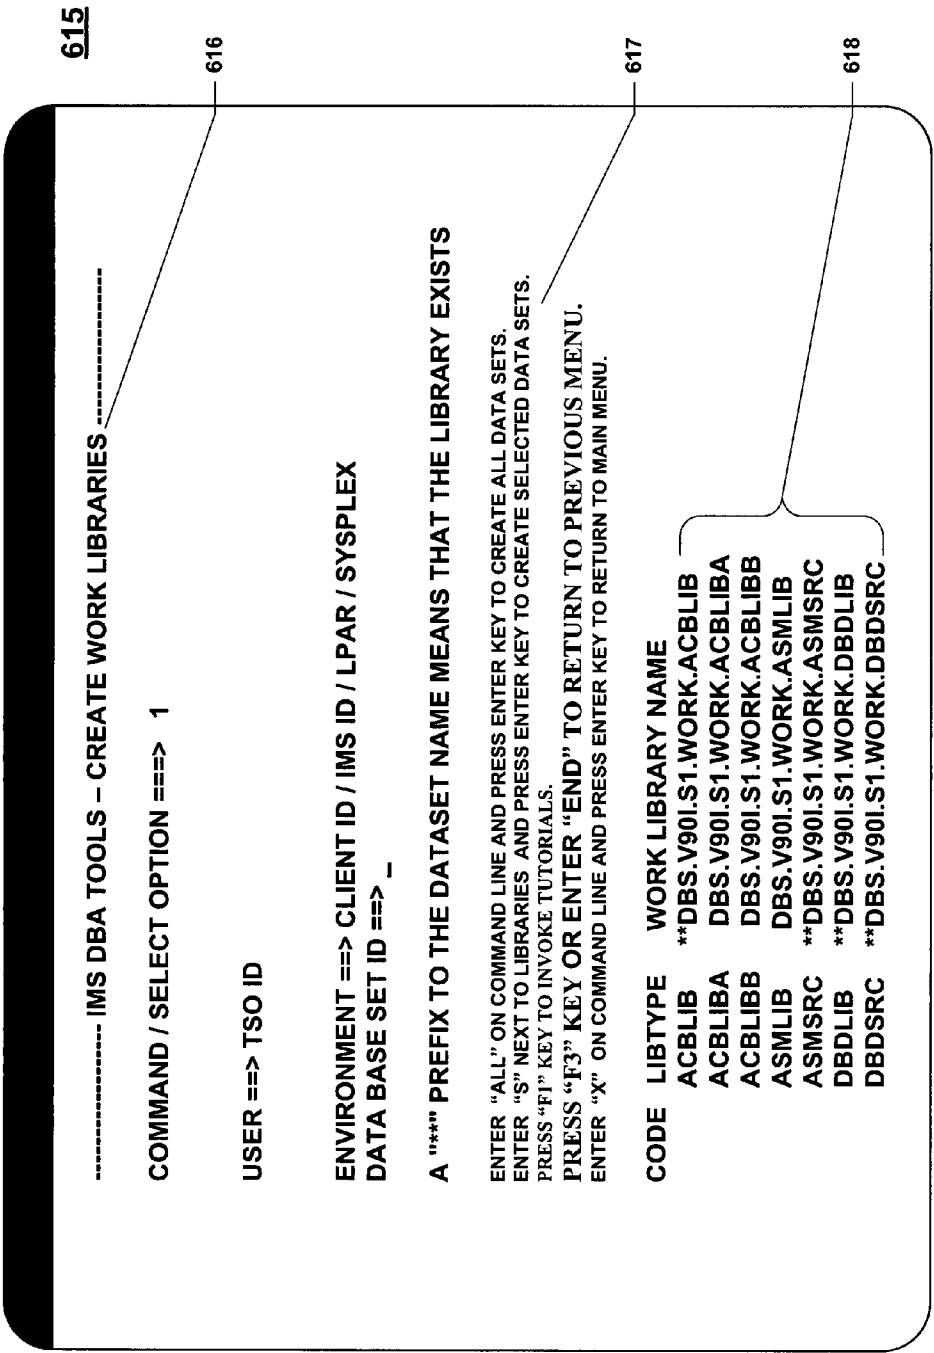 615
--------------- IMS DBA TOOLS – CREATE WORK LIBRARIES ---------------
616
COMMAND / SELECT OPTION ===> 1
USER ==> TSO ID
ENVIRONMENT ==> CLIENT ID / IMS ID / LPAR / SYSPLEX
DATA BASE SET ID ==> _
A "**" PREFIX TO THE DATASET NAME MEANS THAT THE LIBRARY EXISTS
ENTER “ALL” ON COMMAND LINE AND PRESS ENTER KEY TO CREATE ALL DATA SETS.
ENTER “S” NEXT TO LIBRARIES AND PRESS ENTER KEY TO CREATE SELECTED DATA SETS.
PRESS “F1” KEY TO INVOKE TUTORIALS.
PRESS “F3” KEY OR ENTER “END” TO RETURN TO PREVIOUS MENU.
ENTER “X” ON COMMAND LINE AND PRESS ENTER KEY TO RETURN TO MAIN MENU.
617
CODE LIBTYPE WORK LIBRARY NAME
ACBLIB **DBS.V90I.S1.WORK.ACBLIB
ACBLIBA DBS.V90I.S1.WORK.ACBLIBA
ACBLIBB DBS.V90I.S1.WORK.ACBLIBB
ASMLIB DBS.V90I.S1.WORK.ASMLIB
ASMSRC **DBS.V90I.S1.WORK.ASMSRC
DBDLIB **DBS.V90I.S1.WORK.DBDLIB
DBDSRC **DBS.V90I.S1.WORK.DBDSRC
618